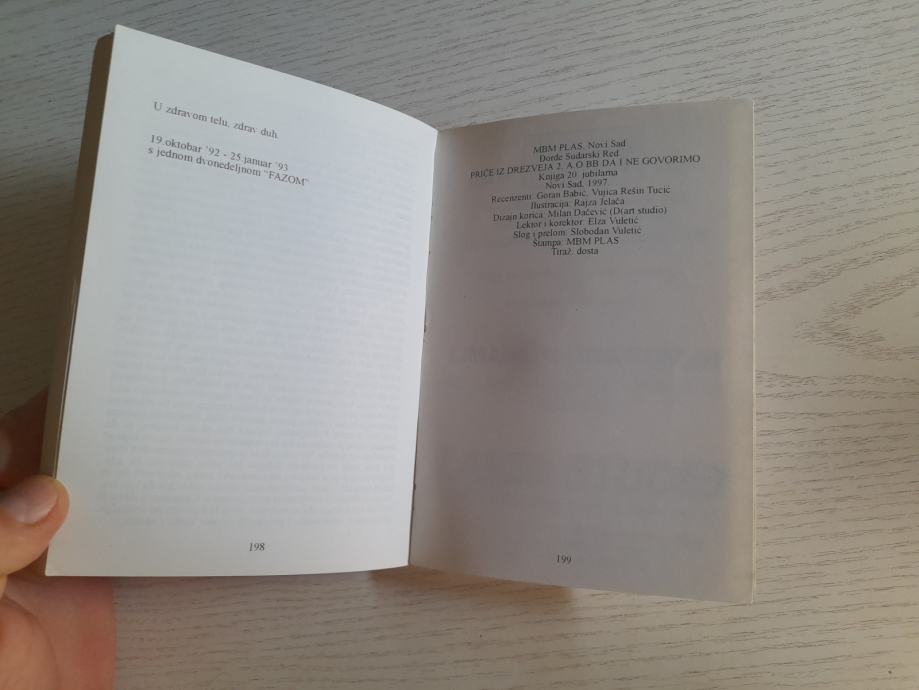 U zdravom telu, zdrav duh.
19.oktobar `92 - 25 januar `93
s jednom dvonedeljnom "FAZOM"
198
MBM PLAS, Novi Sad
Đorđe Sudarski Red
PRIČE IZ DREZVEJA 2. A O BB DA I NE GOVORIMO
Knjiga 20. jubilarna
Novi Sad, 1997.
Recenzenti: Goran Babić, Vujica Rešin Tucić
Ilustracija: Rajza Jelača
Dizajn korica: Milan Dačević (D(art studio)
Lektor i korektor: Elza Vuletić
Slog i prelom: Slobodan Vuletić
Štampa: MBM PLAS
Tiraž: dosta
199